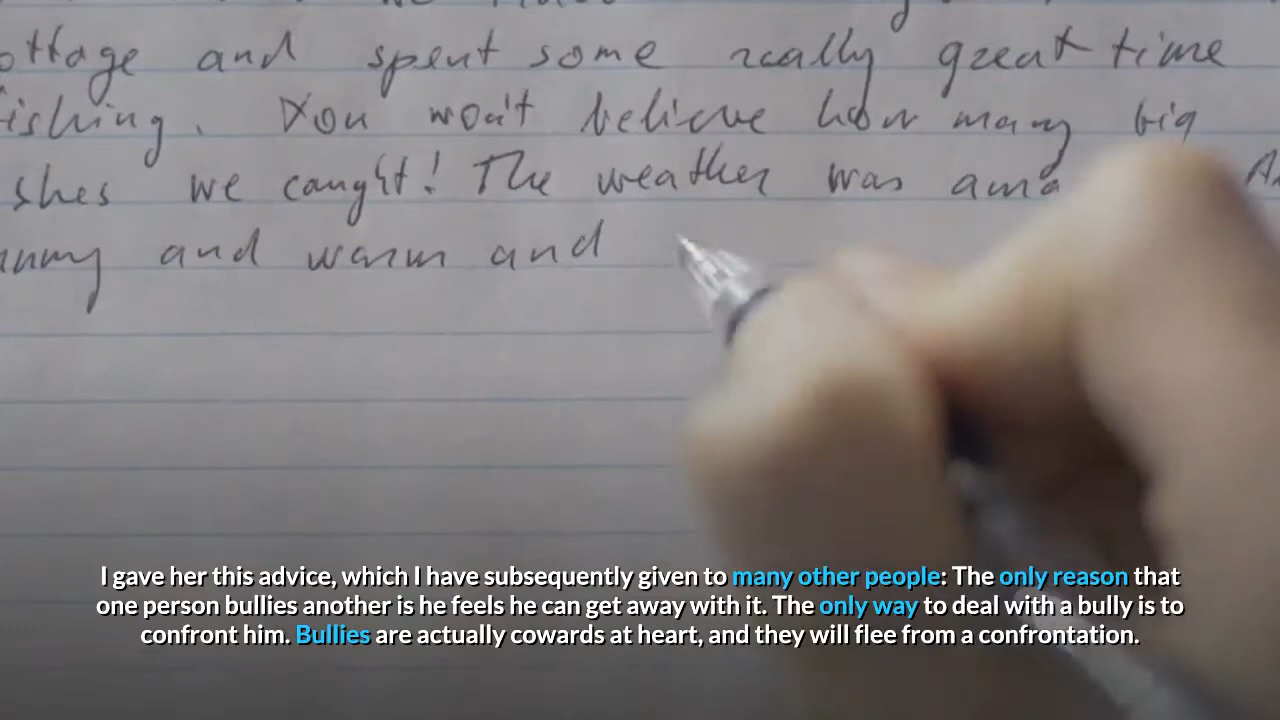 ottage and spent some really great time
ishing. You won't believe how many big
shes we caught! The weather was ama
unny and warm and
I gave her this advice, which I have subsequently given to many other people: The only reason that
one person bullies another is he feels he can get away with it. The only way to deal with a bully is to
confront him. Bullies are actually cowards at heart, and they will flee from a confrontation.